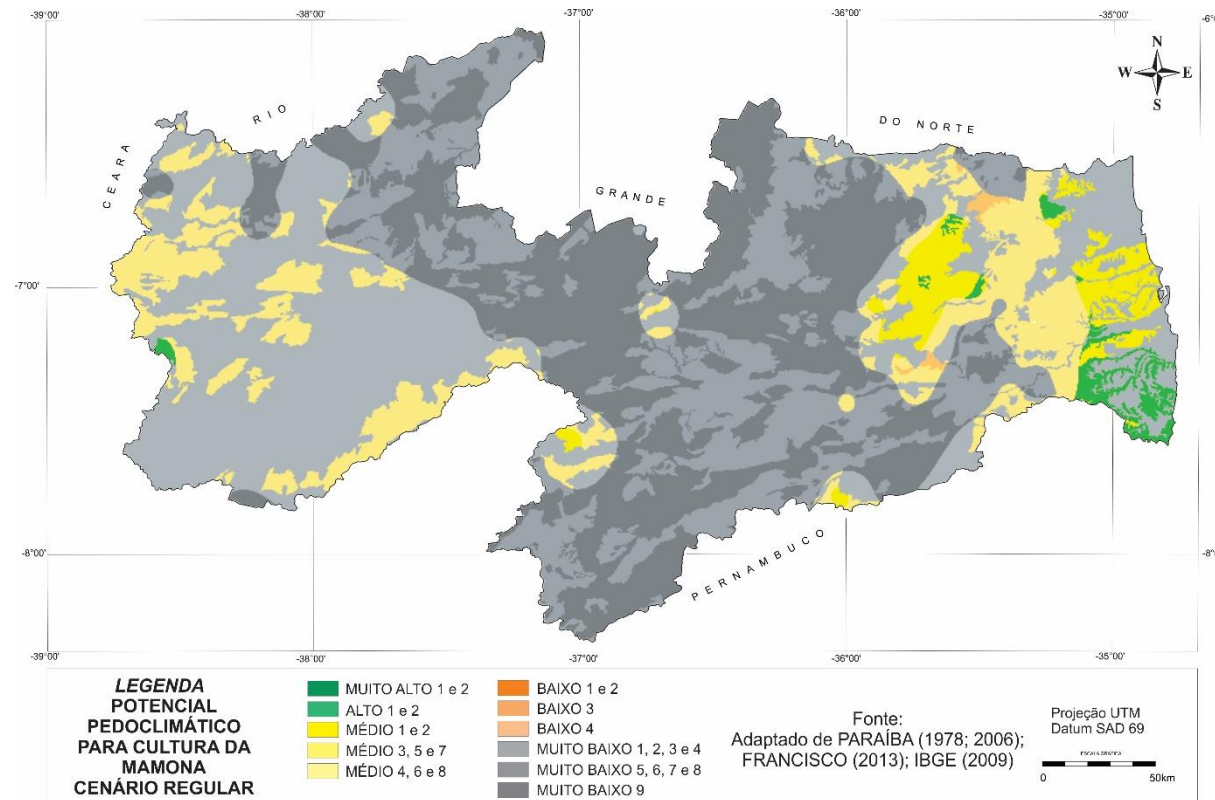 -39°00' -38°00' -37°00' -36°00' -35°00'
N
W E
S
RIO
DO NORTE
CEARA
GRANDE
-7°00'
-8°00'
PERNAMBUCO
-39°00' -38°00' -37°00' -36°00' -35°00'
LEGENDA
POTENCIAL
PEDOCLIMÁTICO
PARA CULTURA DA
MAMONA
CENÁRIO REGULAR
MUITO ALTO 1 e 2
ALTO 1 e 2
MÉDIO 1 e 2
MÉDIO 3, 5 e 7
MÉDIO 4, 6 e 8
BAIXO 1 e 2
BAIXO 3
BAIXO 4
MUITO BAIXO 1, 2, 3 e 4
MUITO BAIXO 5, 6, 7 e 8
MUITO BAIXO 9
Fonte:
Adaptado de PARAÍBA (1978; 2006);
FRANCISCO (2013); IBGE (2009)
Projeção UTM
Datum SAD 69
ESCALA GRÁFICA
0 50km